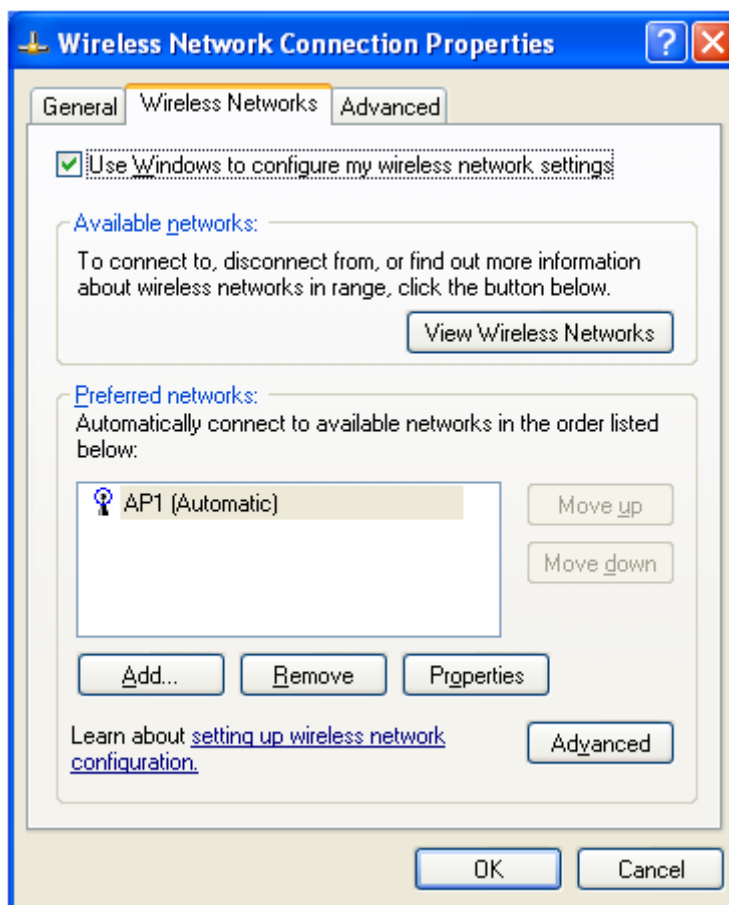 Wireless Network Connection Properties
General
Wireless Networks
Advanced
Use Windows to configure my wireless network settings
Available networks:
To connect to, disconnect from, or find out more information
about wireless networks in range, click the button below.
View Wireless Networks
Preferred networks:
Automatically connect to available networks in the order listed
below:
AP1 (Automatic)
Move up
Move down
Add...
Remove
Properties
Learn about setting up wireless network
configuration.
Advanced
OK
Cancel